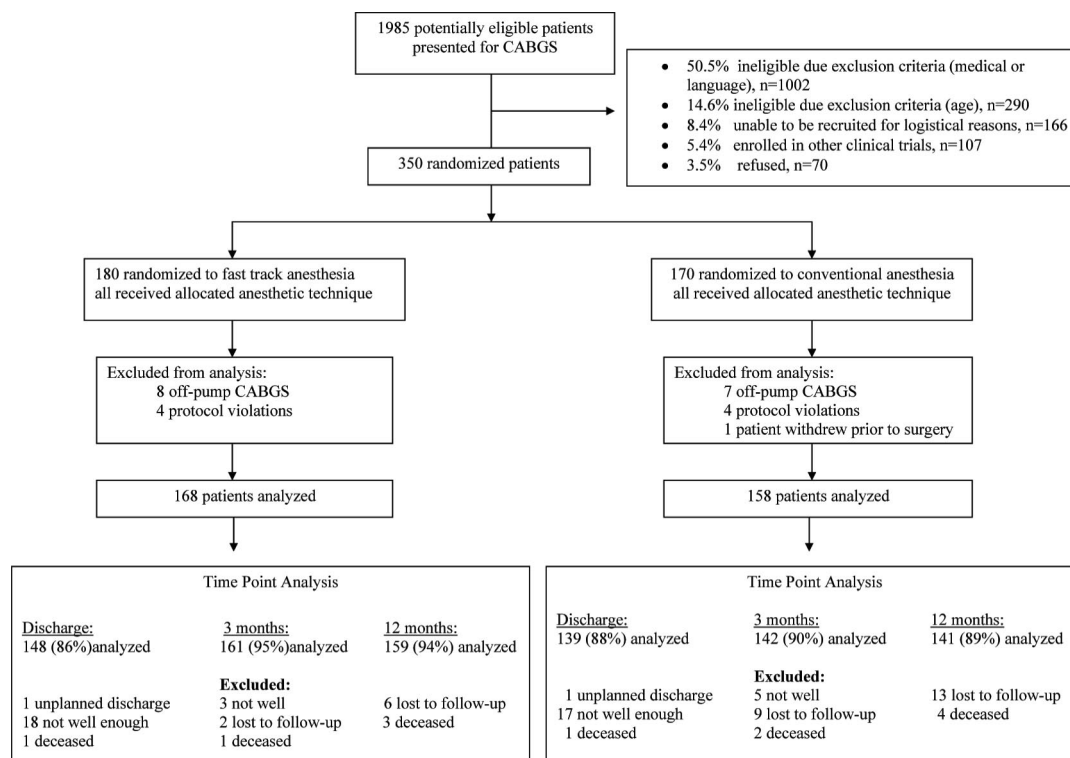 1985 potentially eligible patients
presented for CABGS
• 50.5% ineligible due exclusion criteria (medical or
language), n=1002
• 14.6% ineligible due exclusion criteria (age), n=290
• 8.4% unable to be recruited for logistical reasons, n=166
• 5.4% enrolled in other clinical trials, n=107
• 3.5% refused, n=70
350 randomized patients
180 randomized to fast track anesthesia
all received allocated anesthetic technique
170 randomized to conventional anesthesia
all received allocated anesthetic technique
Excluded from analysis:
8 off-pump CABGS
4 protocol violations
Excluded from analysis:
7 off-pump CABGS
4 protocol violations
1 patient withdrew prior to surgery
168 patients analyzed
158 patients analyzed
Time Point Analysis
Discharge: 3 months: 12 months:
148 (86%)analyzed 161 (95%)analyzed 159 (94%) analyzed
Excluded:
1 unplanned discharge 3 not well 6 lost to follow-up
18 not well enough 2 lost to follow-up 3 deceased
1 deceased 1 deceased
Time Point Analysis
Discharge: 3 months: 12 months:
139 (88%) analyzed 142 (90%) analyzed 141 (89%) analyzed
Excluded:
1 unplanned discharge 5 not well 13 lost to follow-up
17 not well enough 9 lost to follow-up 4 deceased
1 deceased 2 deceased